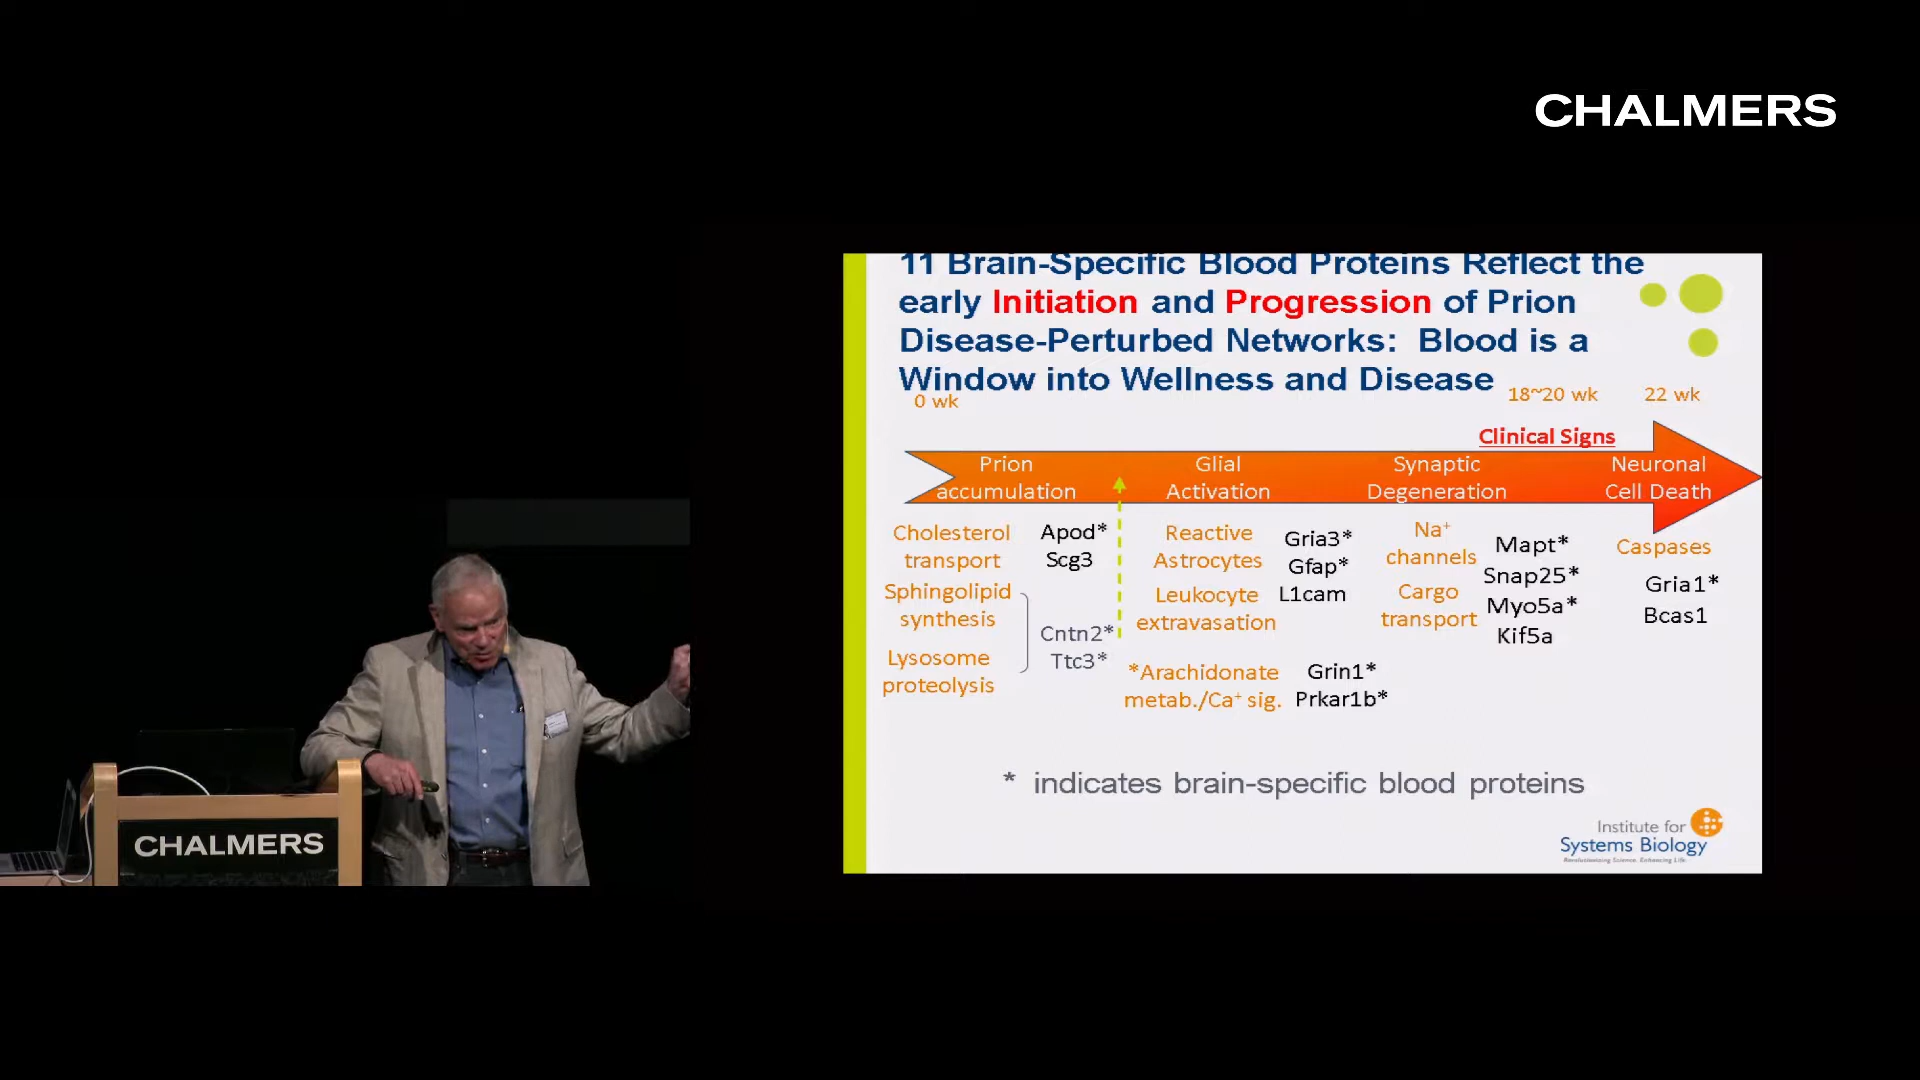 CHALMERS
11 Brain-Specific Blood Proteins Reflect the
early Initiation and Progression of Prion
Disease-Perturbed Networks: Blood is a
Window into Wellness and Disease
0 wk
18~20 wk
22 wk
Clinical Signs
Prion
accumulation
Glial
Activation
Synaptic
Degeneration
Neuronal
Cell Death
Cholesterol
transport
Apod*
Scg3
Sphingolipid
synthesis
Lysosome
proteolysis
Cntn2*
Ttc3*
Reactive
Astrocytes
Leukocyte
extravasation
Gria3*
Gfap*
L1cam
*Arachidonate
metab./Ca⁺ sig.
Grin1*
Prkar1b*
Na⁺
channels
Cargo
transport
Mapt*
Snap25*
Myo5a*
Kif5a
Caspases
Gria1*
Bcas1
* indicates brain-specific blood proteins
Institute for
Systems Biology
Revolutionizing Science. Enhancing Life.
CHALMERS